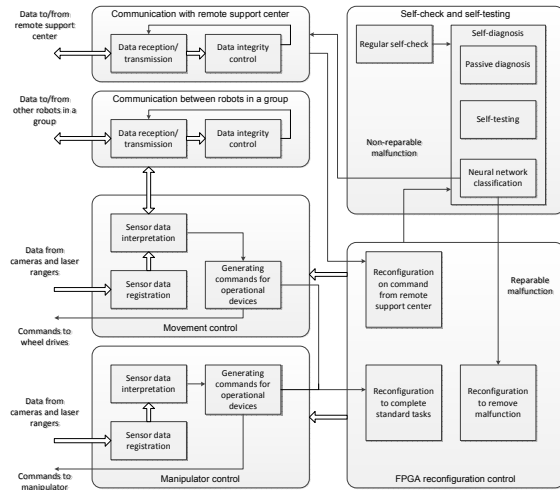 Data to/from
remote support
center
Communication with remote support center
Data reception/
transmission
Data integrity
control
Data to/from
other robots in a
group
Communication between robots in a group
Data reception/
transmission
Data integrity
control
Self-check and self-testing
Regular self-check
Self-diagnosis
Passive diagnosis
Self-testing
Neural network
classification
Non-reparable
malfunction
Sensor data
interpretation
Data from
cameras and laser
rangers
Sensor data
registration
Generating
commands for
operational
devices
Commands to
wheel drives
Movement control
Reconfiguration
on command
from remote
support center
Reparable
malfunction
Sensor data
interpretation
Generating
commands for
operational
devices
Data from
cameras and laser
rangers
Sensor data
registration
Commands to
manipulator
Manipulator control
Reconfiguration
to complete
standard tasks
Reconfiguration
to remove
malfunction
FPGA reconfiguration control